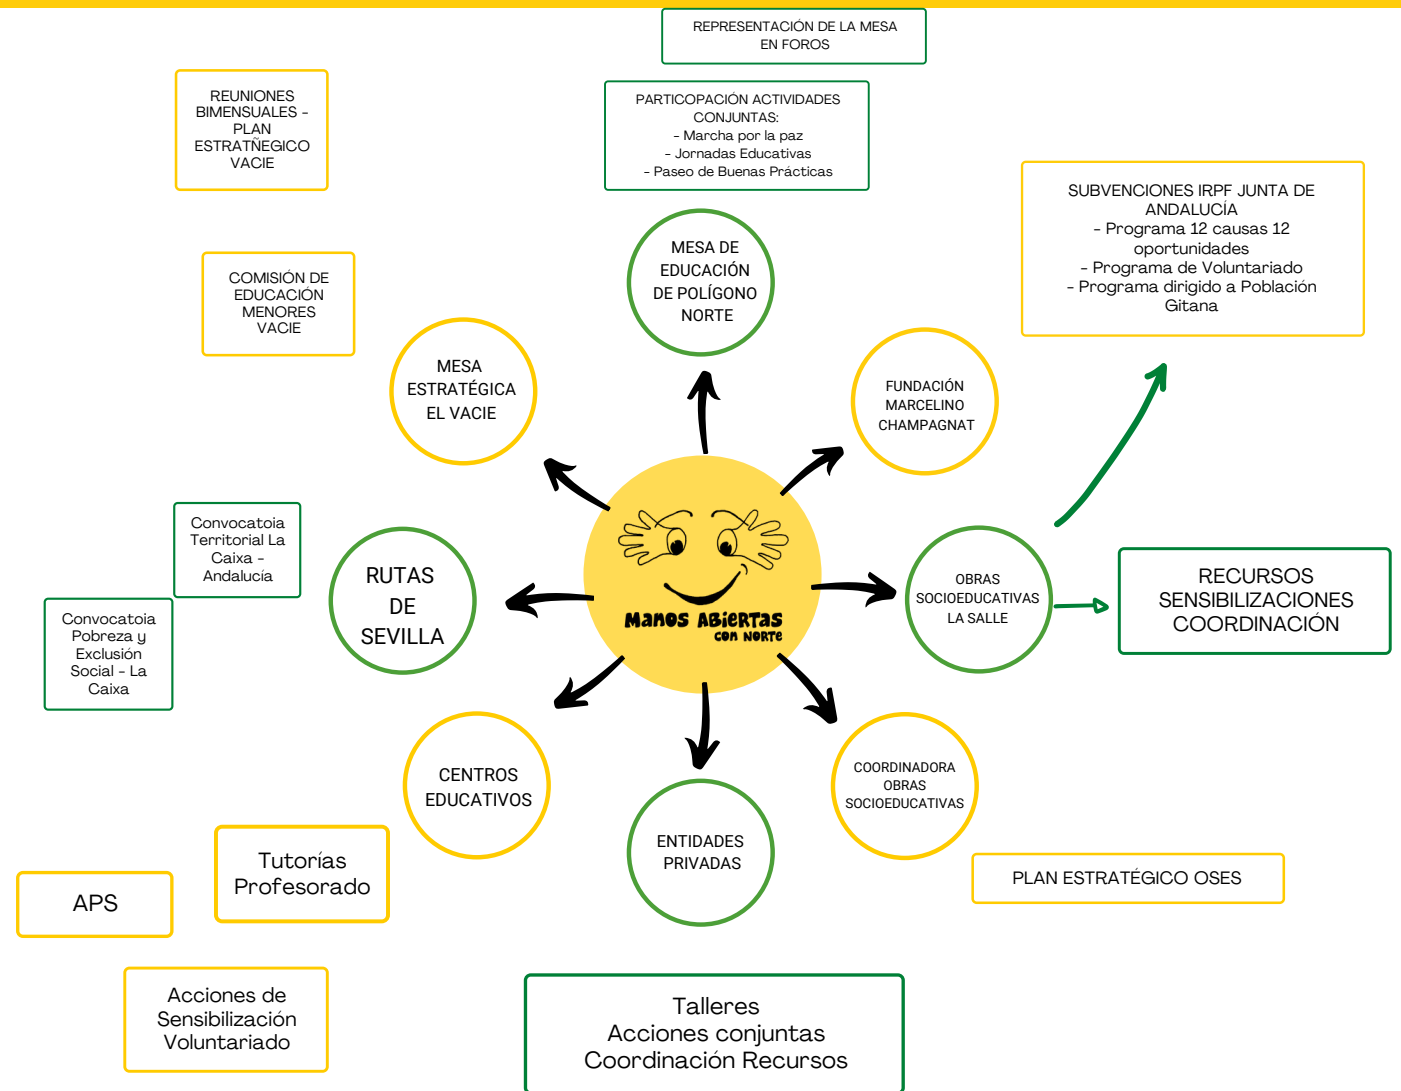 REPRESENTACIÓN DE LA MESA
EN FOROS
PARTICOPACIÓN ACTIVIDADES
CONJUNTAS:
- Marcha por la paz
- Jornadas Educativas
- Paseo de Buenas Prácticas
REUNIONES
BIMENSUALES -
PLAN
ESTRATÑEGICO
VACIE
SUBVENCIONES IRPF JUNTA DE
ANDALUCÍA
- Programa 12 causas 12
oportunidades
- Programa de Voluntariado
- Programa dirigido a Población
Gitana
MESA DE
EDUCACIÓN
DE POLÍGONO
NORTE
COMISIÓN DE
EDUCACIÓN
MENORES
VACIE
MESA
ESTRATÉGICA
EL VACIE
FUNDACIÓN
MARCELINO
CHAMPAGNAT
Convocatoia
Territorial La
Caixa -
Andalucía
RUTAS
DE
SEVILLA
Manos ABiERTas
CON NORTE
OBRAS
SOCIOEDUCATIVAS
LA SALLE
RECURSOS
SENSIBILIZACIONES
COORDINACIÓN
Convocatoia
Pobreza y
Exclusión
Social - La
Caixa
CENTROS
EDUCATIVOS
COORDINADORA
OBRAS
SOCIOEDUCATIVAS
ENTIDADES
PRIVADAS
Tutorías
Profesorado
PLAN ESTRATÉGICO OSES
APS
Acciones de
Sensibilización
Voluntariado
Talleres
Acciones conjuntas
Coordinación Recursos